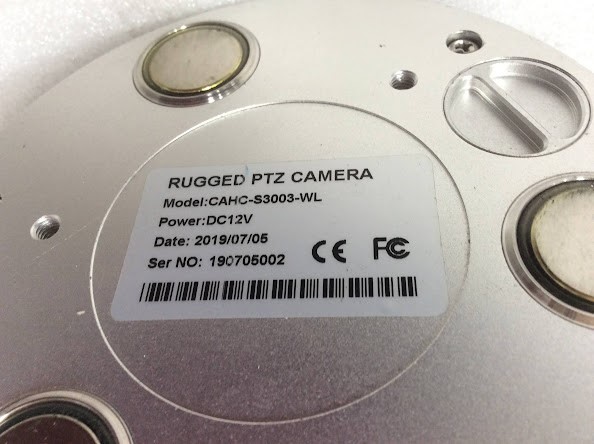 RUGGED PTZ CAMERA
Model:CAHC-S3003-WL
Power:DC12V
Date: 2019/07/05
Ser NO: 190705002
CE FC